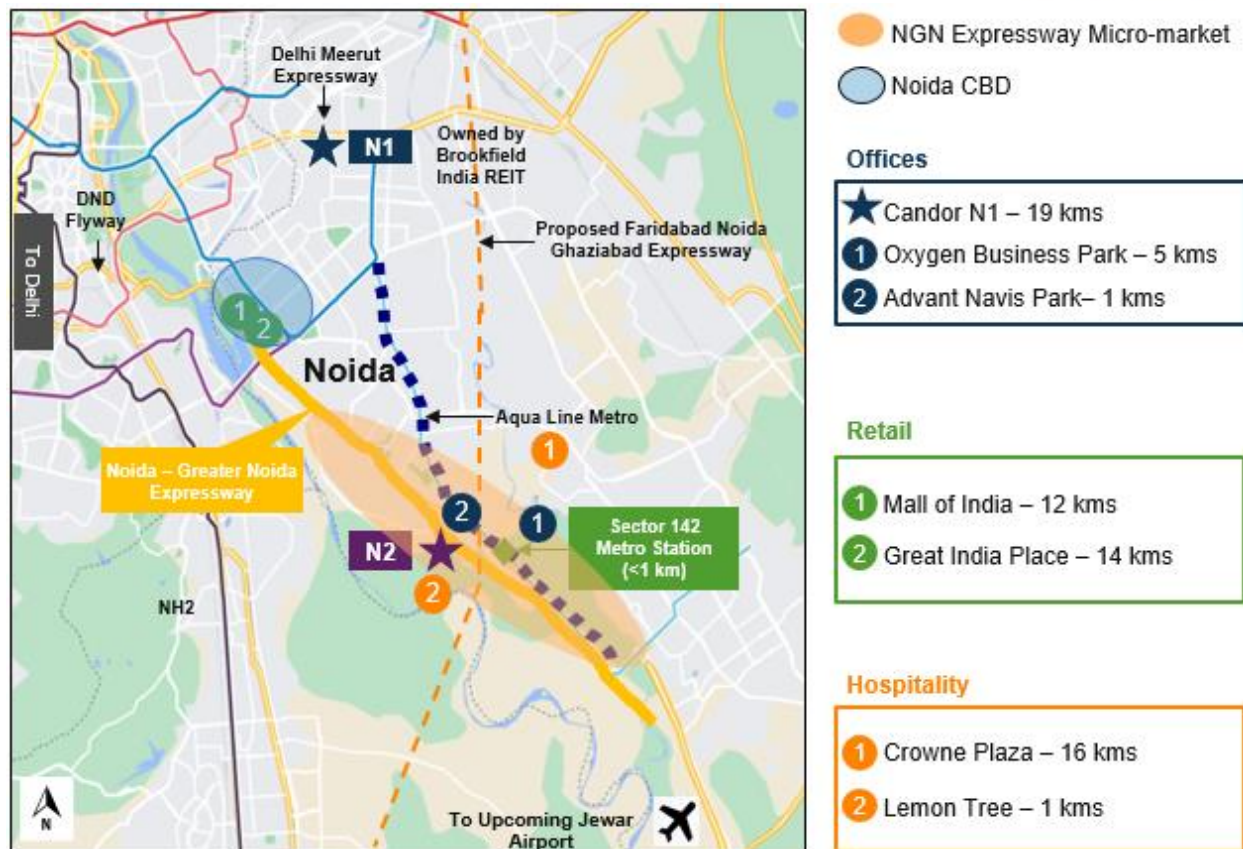 Delhi Meerut
Expressway
N1
Owned by
Brookfield
India REIT
DND
Flyway
To Delhi
Proposed Faridabad Noida
Ghaziabad Expressway
1
2
Noida
Aqua Line Metro
1
Noida – Greater Noida
Expressway
2
1
Sector 142
Metro Station
(<1 km)
N2
2
NH2
To Upcoming Jewar
Airport
N
NGN Expressway Micro-market
Noida CBD
Offices
Candor N1 – 19 kms
1 Oxygen Business Park – 5 kms
2 Advant Navis Park– 1 kms
Retail
1 Mall of India – 12 kms
2 Great India Place – 14 kms
Hospitality
1 Crowne Plaza – 16 kms
2 Lemon Tree – 1 kms